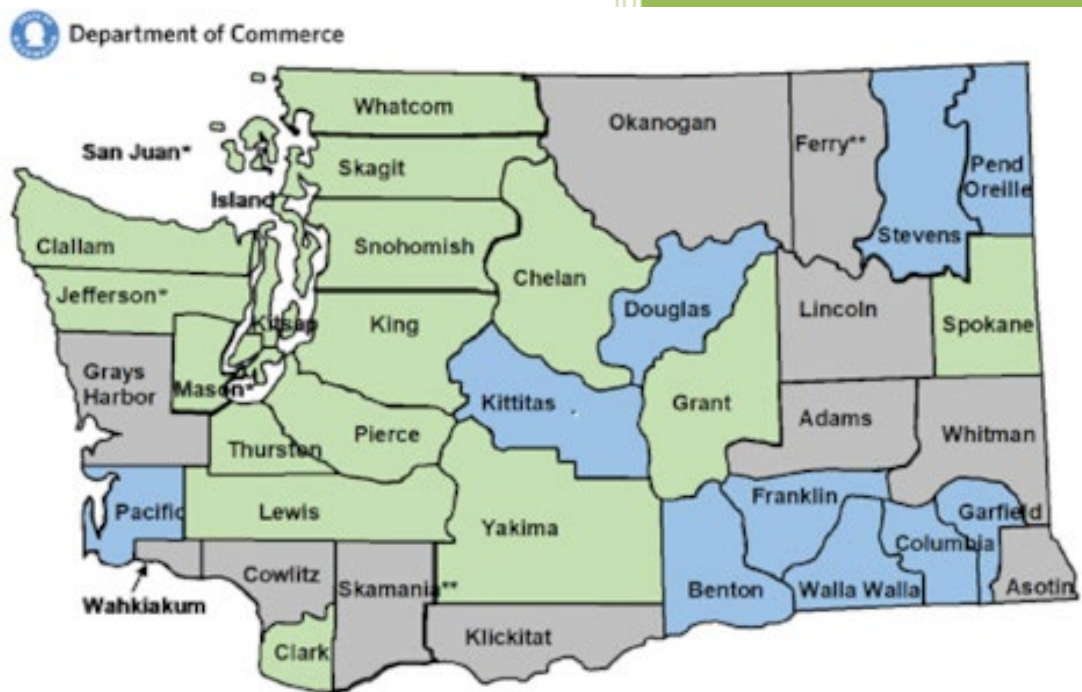 Department of Commerce
Whatcom
Okanogan
Ferry**
San Juan*
Skagit
Pend
Oreille
Island
Stevens
Clallam
Snohomish
Chelan
Jefferson*
Douglas
Lincoln
Kitsap
King
Spokane
Grays
Harbor
Mason*
Kittitas
Grant
Adams
Whitman
Thurston
Pierce
Franklin
Pacific
Lewis
Yakima
Garfield
Columbia
Cowlitz
Skamania**
Benton
Walla Walla
Asotin
Wahkiakum
Klickitat
Clark